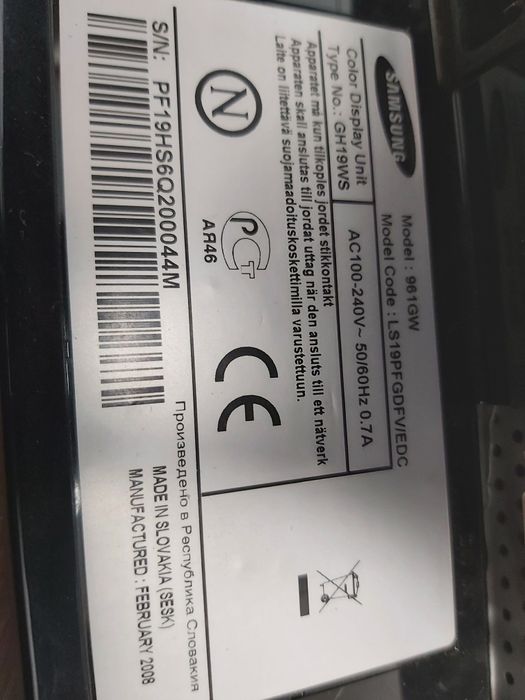 SAMSUNG
Model : 961GW
Model Code : LS19PFGDFV/EDC
Color Display Unit
Type No.: GH19WS
AC100-240V~ 50/60Hz 0.7A
Apparatet må kun tilkoples jordet stikkontakt
Apparaten skall anslutas till jordat uttag när den ansluts till ett nätverk
Laite on liitettävä suojamaadoituskoskettimilla varustettuun.
N
РСТ
АЯ46
CE
S/N: PF19HS6Q200044M
Произведено в Республика Словакия
MADE IN SLOVAKIA (SESK)
MANUFACTURED : FEBRUARY 2008